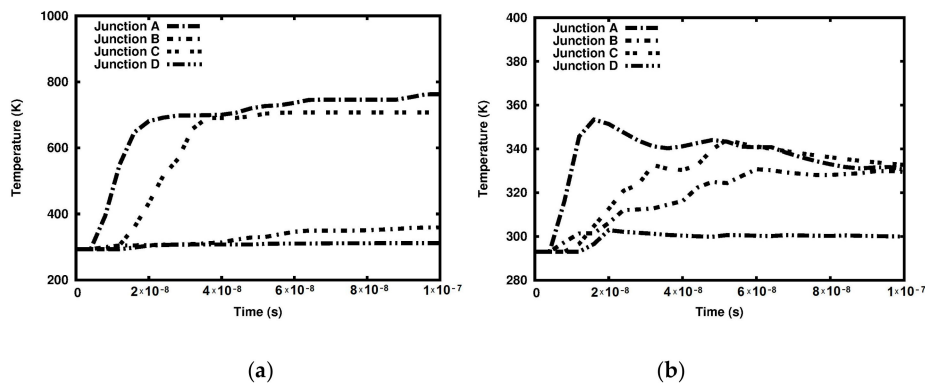 1000
800
600
400
200
Temperature (K)
Junction A
Junction B
Junction C
Junction D
0 2×10-8 4×10-8 6×10-8 8×10-8 1×10-7
Time (s)
(a)
400
380
360
340
320
300
280
Temperature (K)
Junction A
Junction B
Junction C
Junction D
0 2×10-8 4×10-8 6×10-8 8×10-8 1×10-7
Time (s)
(b)